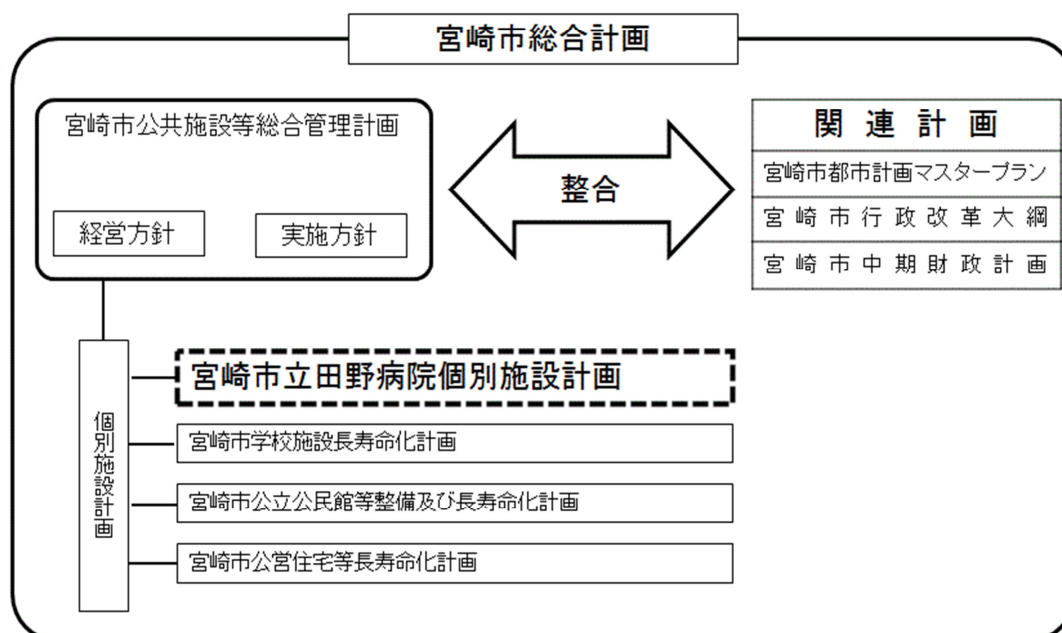 宮崎市総合計画
宮崎市公共施設等総合管理計画
経営方針
実施方針
整合
関連計画
宮崎市都市計画マスタープラン
宮崎市行政改革大綱
宮崎市中期財政計画
個別施設計画
宮崎市立田野病院個別施設計画
宮崎市学校施設長寿命化計画
宮崎市公立公民館等整備及び長寿命化計画
宮崎市公営住宅等長寿命化計画